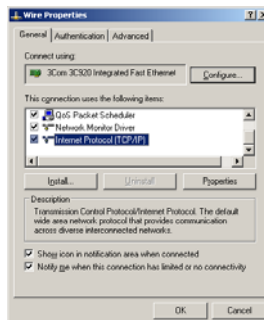 Wire Properties
General Authentication Advanced
Connect using:
3Com 3C920 Integrated Fast Ethernet
Configure...
This connection uses the following items:
QoS Packet Scheduler
Network Monitor Driver
Internet Protocol (TCP/IP)
Install... Uninstall Properties
Description
Transmission Control Protocol/Internet Protocol. The default
wide area network protocol that provides communication
across diverse interconnected networks.
Show icon in notification area when connected
Notify me when this connection has limited or no connectivity
OK Cancel